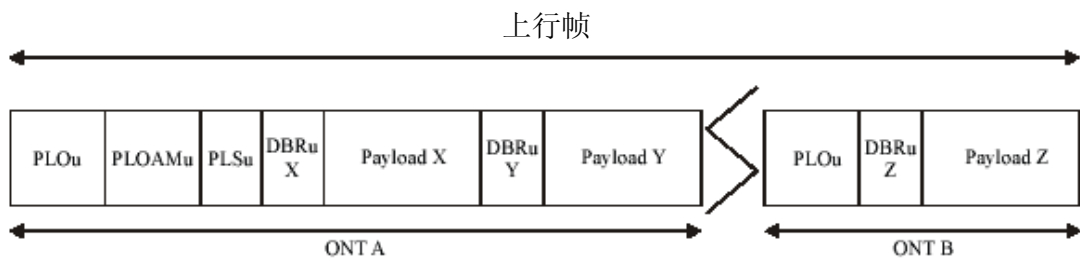 上行帧
PLOu PLOAMu PLSu DBRu X Payload X DBRu Y Payload Y PLOu DBRu Z Payload Z
ONT A ONT B